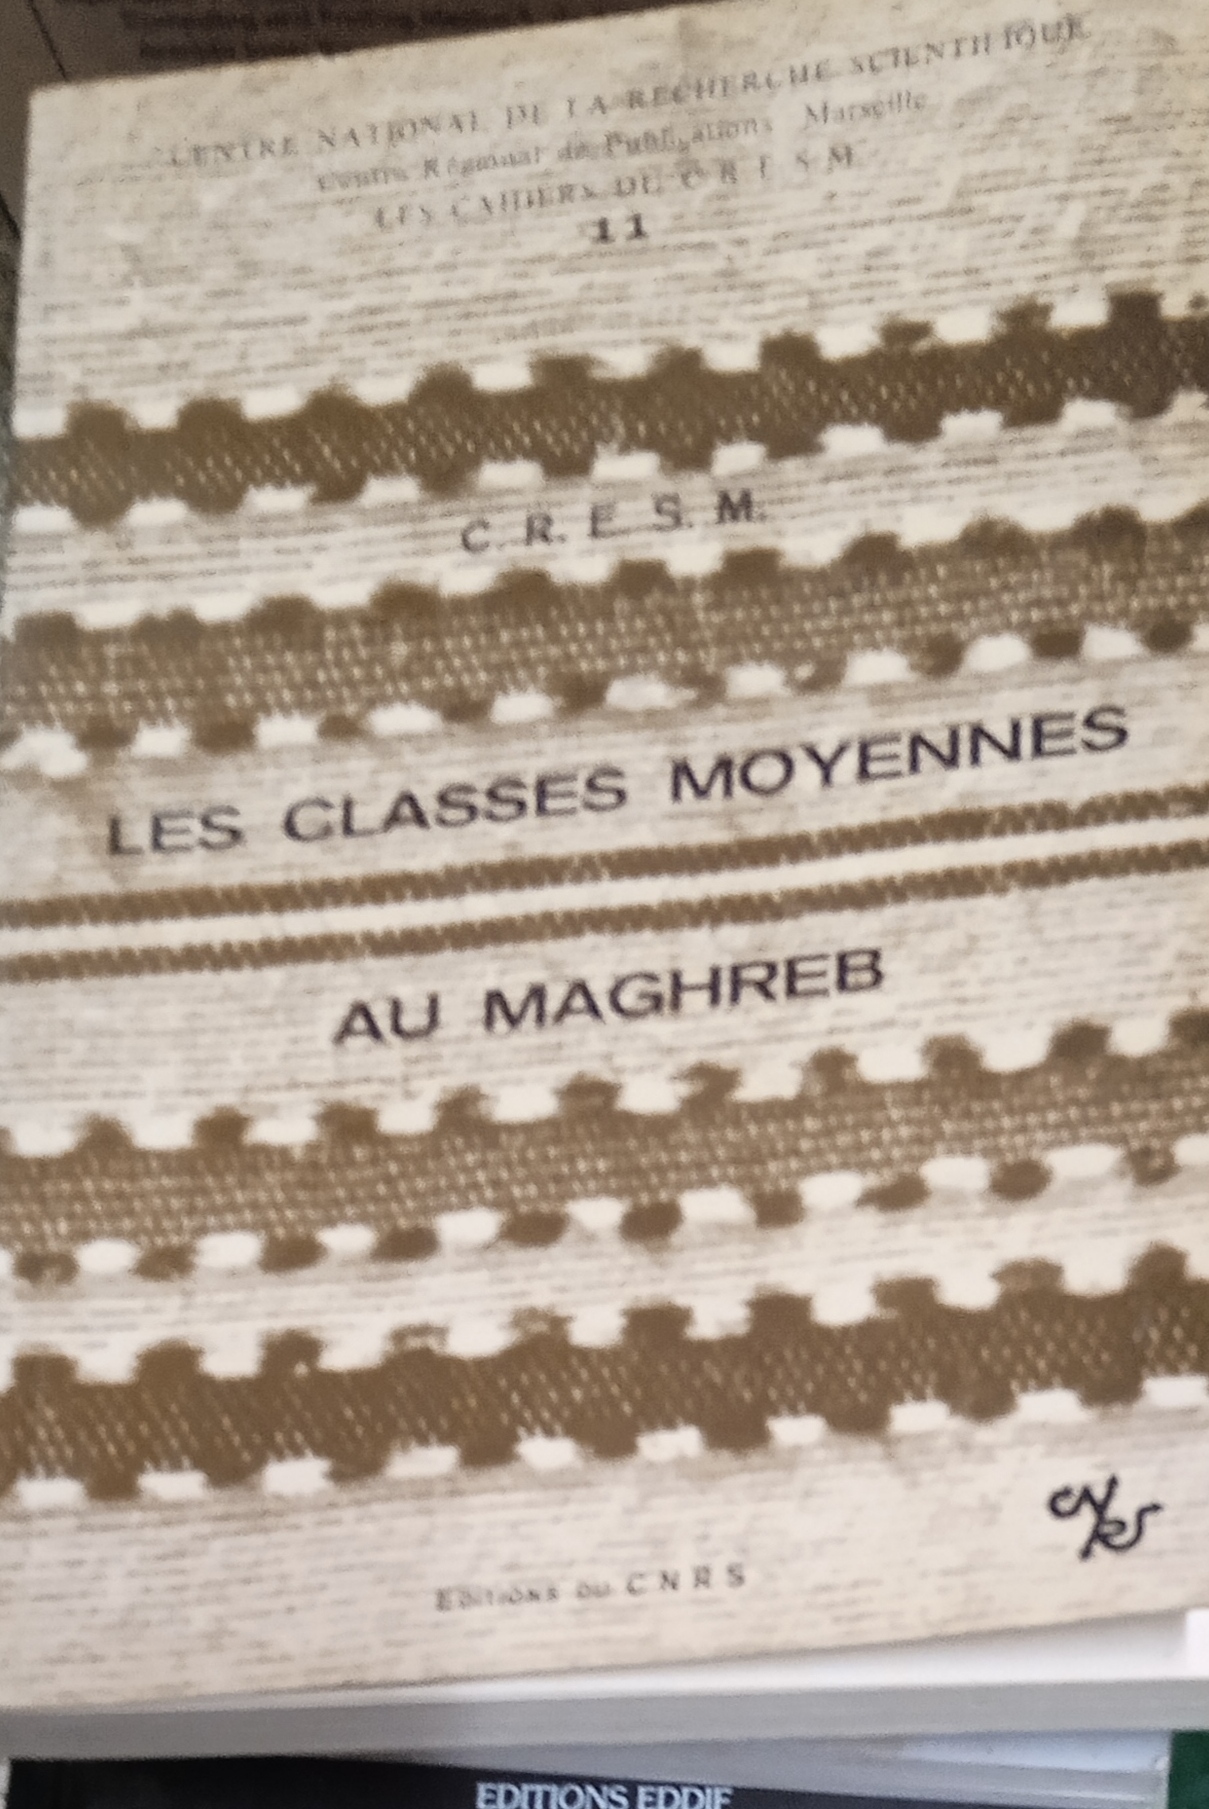 CENTRE NATIONAL DE LA RECHERCHE SCIENTIFIQUE
Centre Régional de Publications Marseille
LES CAHIERS DU C R E S M
11
C. R. E. S. M.
LES CLASSES MOYENNES
AU MAGHREB
CNRS
EDITIONS DU C N R S
EDITIONS EDDIF